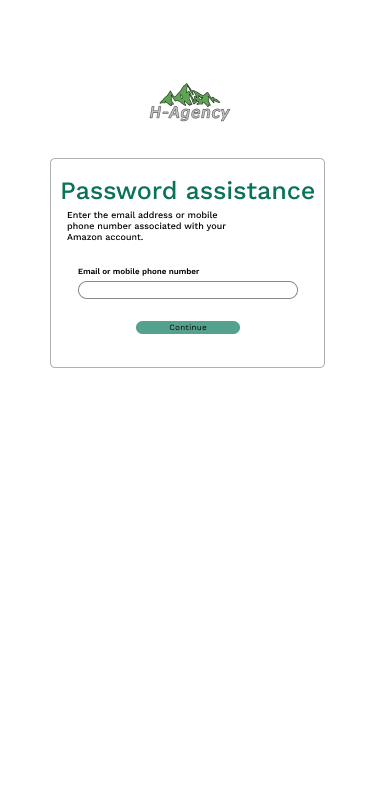 H-Agency
Password assistance
Enter the email address or mobile
phone number associated with your
Amazon account.
Email or mobile phone number
Continue